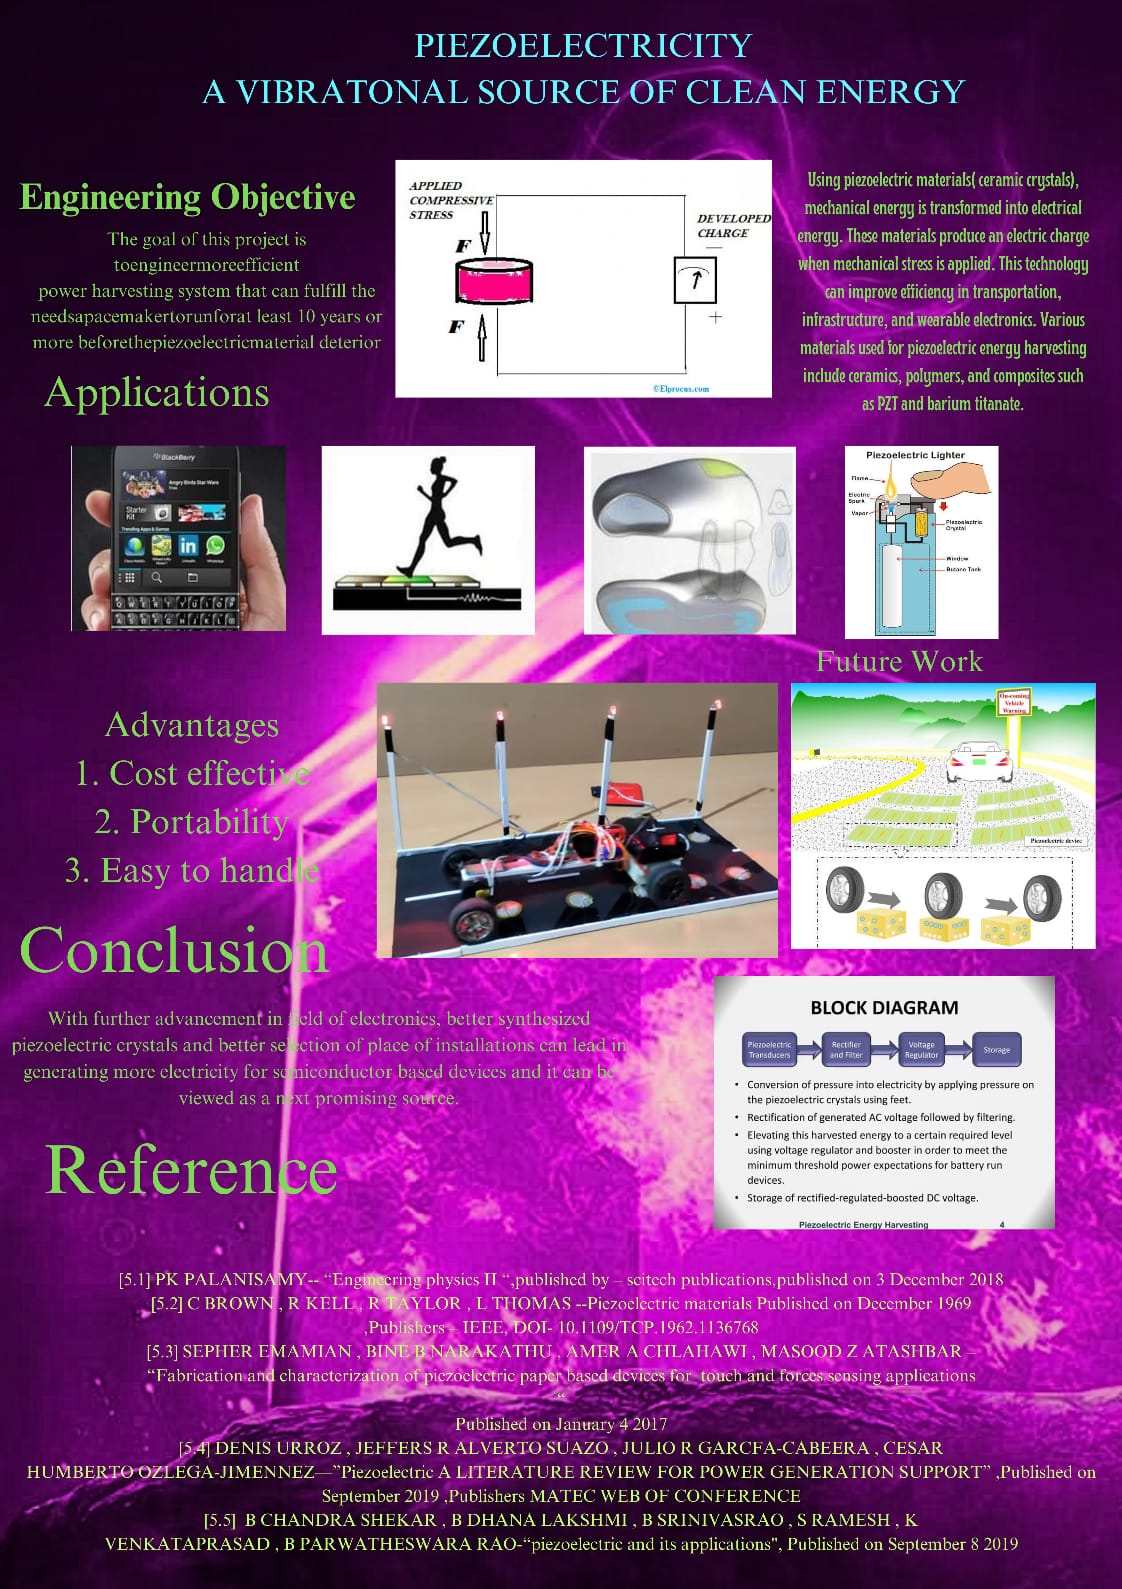 PIEZOELECTRICITY
A VIBRATONAL SOURCE OF CLEAN ENERGY
Engineering Objective
The goal of this project is
toengineermoreefficient
power harvesting system that can fulfill the
needsapacemakertorunforat least 10 years or
more beforethepiezoelectricmaterial deterior
APPLIED
COMPRESSIVE
STRESS
F
F
DEVELOPED
CHARGE
+
©Elprocus.com
Using piezoelectric materials( ceramic crystals),
mechanical energy is transformed into electrical
energy. These materials produce an electric charge
when mechanical stress is applied. This technology
can improve efficiency in transportation,
infrastructure, and wearable electronics. Various
materials used for piezoelectric energy harvesting
include ceramics, polymers, and composites such
as PZT and barium titanate.
Applications
BlackBerry
Angry Birds Star Wars
Free
Starter
Kit
Trending Apps & Games
LinkedIn
WhatsApp
Q W E R T Y U I O P
A S D F G H J K L
Piezoelectric Lighter
Flame
Electric
Spark
Vapor
Piezoelectric
Crystal
Window
Butane Tank
Future Work
Advantages
1. Cost effective
2. Portability
3. Easy to handle
On-coming
Vehicle
Warning
Piezoelectric device
Conclusion
With further advancement in field of electronics, better synthesized
piezoelectric crystals and better selection of place of installations can lead in
generating more electricity for semiconductor based devices and it can be
viewed as a next promising source.
BLOCK DIAGRAM
Piezoelectric
Transducers
Rectifier
and Filter
Voltage
Regulator
Storage
• Conversion of pressure into electricity by applying pressure on
the piezoelectric crystals using feet.
• Rectification of generated AC voltage followed by filtering.
• Elevating this harvested energy to a certain required level
using voltage regulator and booster in order to meet the
minimum threshold power expectations for battery run
devices.
• Storage of rectified-regulated-boosted DC voltage.
Piezoelectric Energy Harvesting 4
Reference
[5.1] PK PALANISAMY-- “Engineering physics II “,published by – scitech publications,published on 3 December 2018
[5.2] C BROWN , R KELL , R TAYLOR , L THOMAS --Piezoelectric materials Published on December 1969
,Publishers – IEEE, DOI- 10.1109/TCP.1962.1136768
[5.3] SEPHER EMAMIAN , BINE B NARAKATHU , AMER A CHLAHAWI , MASOOD Z ATASHBAR –
“Fabrication and characterization of piezoelectric paper based devices for touch and forces sensing applications
“
Published on January 4 2017
[5.4] DENIS URROZ , JEFFERS R ALVERTO SUAZO , JULIO R GARCFA-CABEERA , CESAR
HUMBERTO OZLEGA-JIMENNEZ—”Piezoelectric A LITERATURE REVIEW FOR POWER GENERATION SUPPORT” ,Published on
September 2019 ,Publishers MATEC WEB OF CONFERENCE
[5.5] B CHANDRA SHEKAR , B DHANA LAKSHMI , B SRINIVASRAO , S RAMESH , K
VENKATAPRASAD , B PARWATHESWARA RAO-“piezoelectric and its applications", Published on September 8 2019